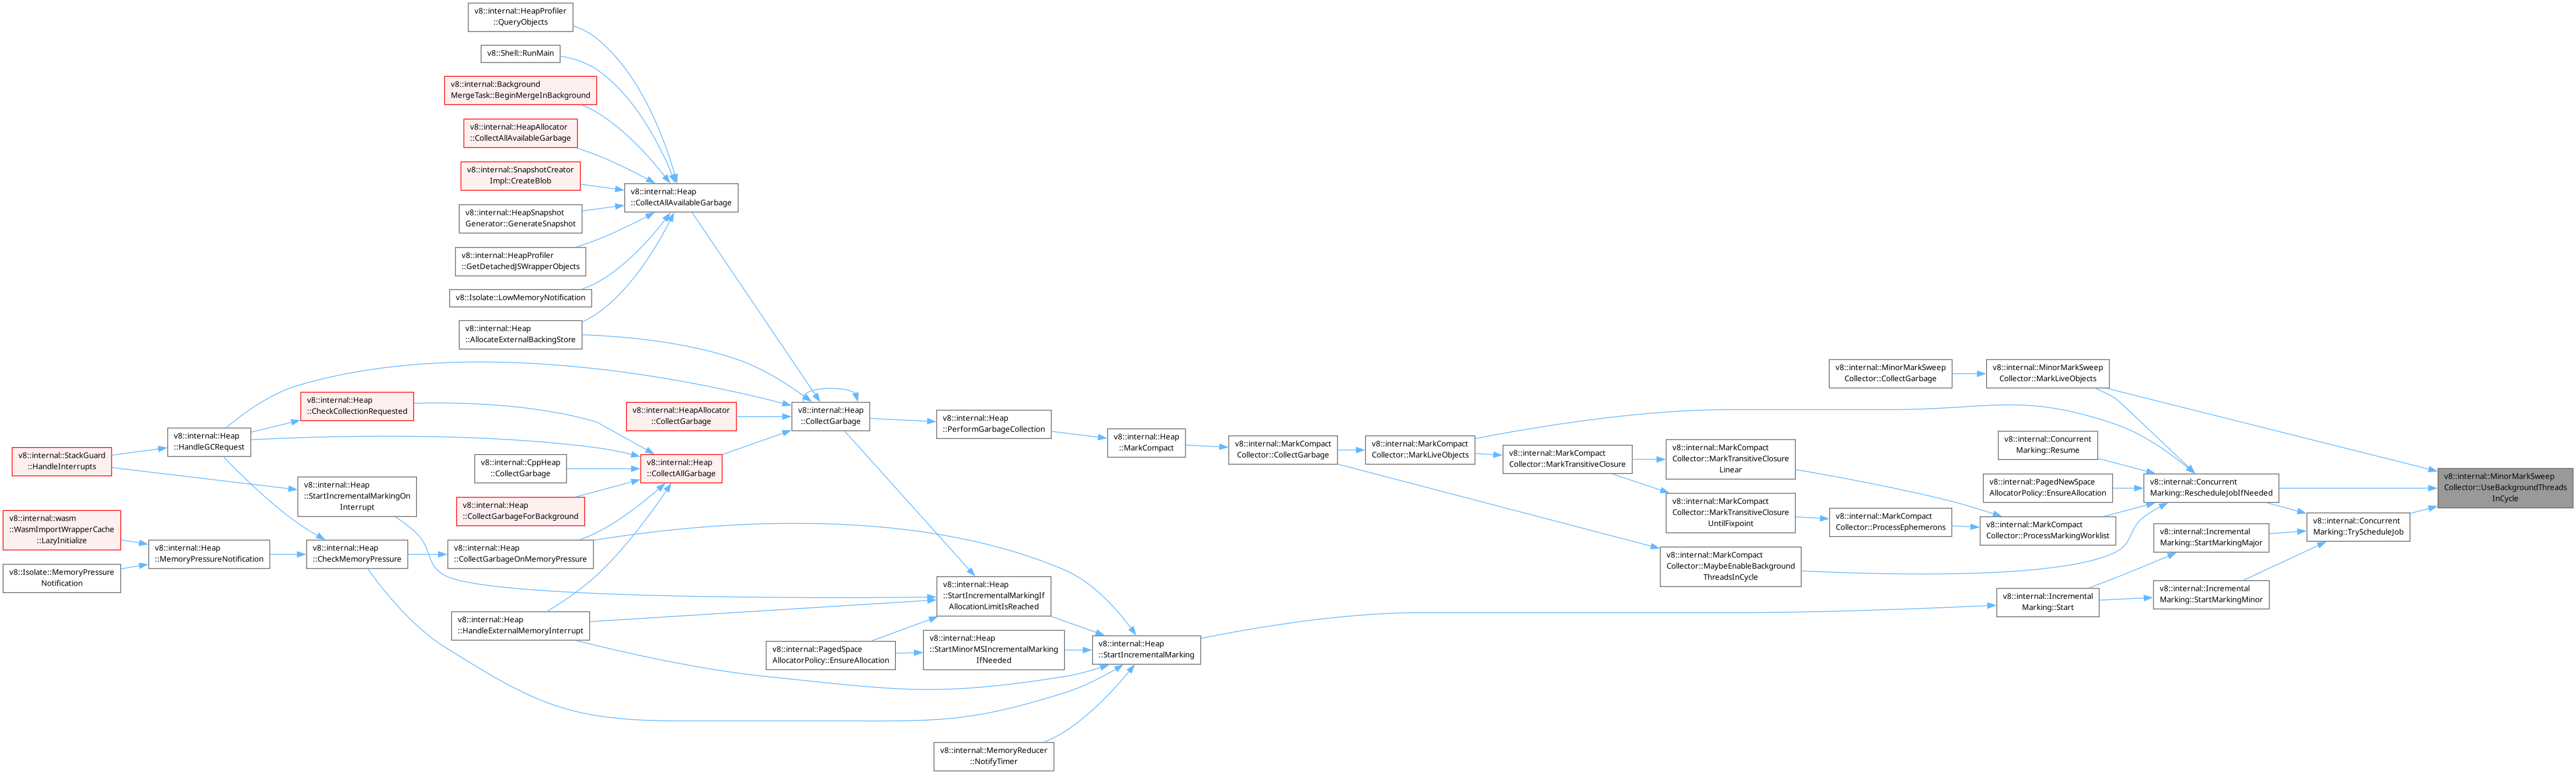 v8::internal::HeapProfiler
::QueryObjects
v8::Shell::RunMain
v8::internal::Background
MergeTask::BeginMergeInBackground
v8::internal::HeapAllocator
::CollectAllAvailableGarbage
v8::internal::SnapshotCreator
Impl::CreateBlob
v8::internal::HeapSnapshot
Generator::GenerateSnapshot
v8::internal::HeapProfiler
::GetDetachedJSWrapperObjects
v8::Isolate::LowMemoryNotification
v8::internal::Heap
::AllocateExternalBackingStore
v8::internal::Heap
::CollectAllAvailableGarbage
v8::internal::StackGuard
::HandleInterrupts
v8::internal::wasm
::WasmImportWrapperCache
::LazyInitialize
v8::Isolate::MemoryPressure
Notification
v8::internal::Heap
::HandleGCRequest
v8::internal::Heap
::MemoryPressureNotification
v8::internal::Heap
::CheckCollectionRequested
v8::internal::Heap
::StartIncrementalMarkingOn
Interrupt
v8::internal::Heap
::CheckMemoryPressure
v8::internal::CppHeap
::CollectGarbage
v8::internal::Heap
::CollectGarbageForBackground
v8::internal::Heap
::CollectGarbageOnMemoryPressure
v8::internal::Heap
::HandleExternalMemoryInterrupt
v8::internal::HeapAllocator
::CollectGarbage
v8::internal::Heap
::CollectAllGarbage
v8::internal::Heap
::CollectGarbage
v8::internal::PagedSpace
AllocatorPolicy::EnsureAllocation
v8::internal::Heap
::PerformGarbageCollection
v8::internal::Heap
::StartIncrementalMarkingIf
AllocationLimitIsReached
v8::internal::Heap
::StartMinorMSIncrementalMarking
IfNeeded
v8::internal::MemoryReducer
::NotifyTimer
v8::internal::Heap
::MarkCompact
v8::internal::Heap
::StartIncrementalMarking
v8::internal::MarkCompact
Collector::CollectGarbage
v8::internal::MarkCompact
Collector::MarkLiveObjects
v8::internal::MarkCompact
Collector::MarkTransitiveClosure
v8::internal::MarkCompact
Collector::MarkTransitiveClosure
Linear
v8::internal::MarkCompact
Collector::MarkTransitiveClosure
UntilFixpoint
v8::internal::MarkCompact
Collector::MaybeEnableBackground
ThreadsInCycle
v8::internal::MinorMarkSweep
Collector::CollectGarbage
v8::internal::MarkCompact
Collector::ProcessEphemerons
v8::internal::MinorMarkSweep
Collector::MarkLiveObjects
v8::internal::Concurrent
Marking::Resume
v8::internal::PagedNewSpace
AllocatorPolicy::EnsureAllocation
v8::internal::MarkCompact
Collector::ProcessMarkingWorklist
v8::internal::Incremental
Marking::Start
v8::internal::Concurrent
Marking::RescheduleJobIfNeeded
v8::internal::Incremental
Marking::StartMarkingMajor
v8::internal::Incremental
Marking::StartMarkingMinor
v8::internal::Concurrent
Marking::TryScheduleJob
v8::internal::MinorMarkSweep
Collector::UseBackgroundThreads
InCycle